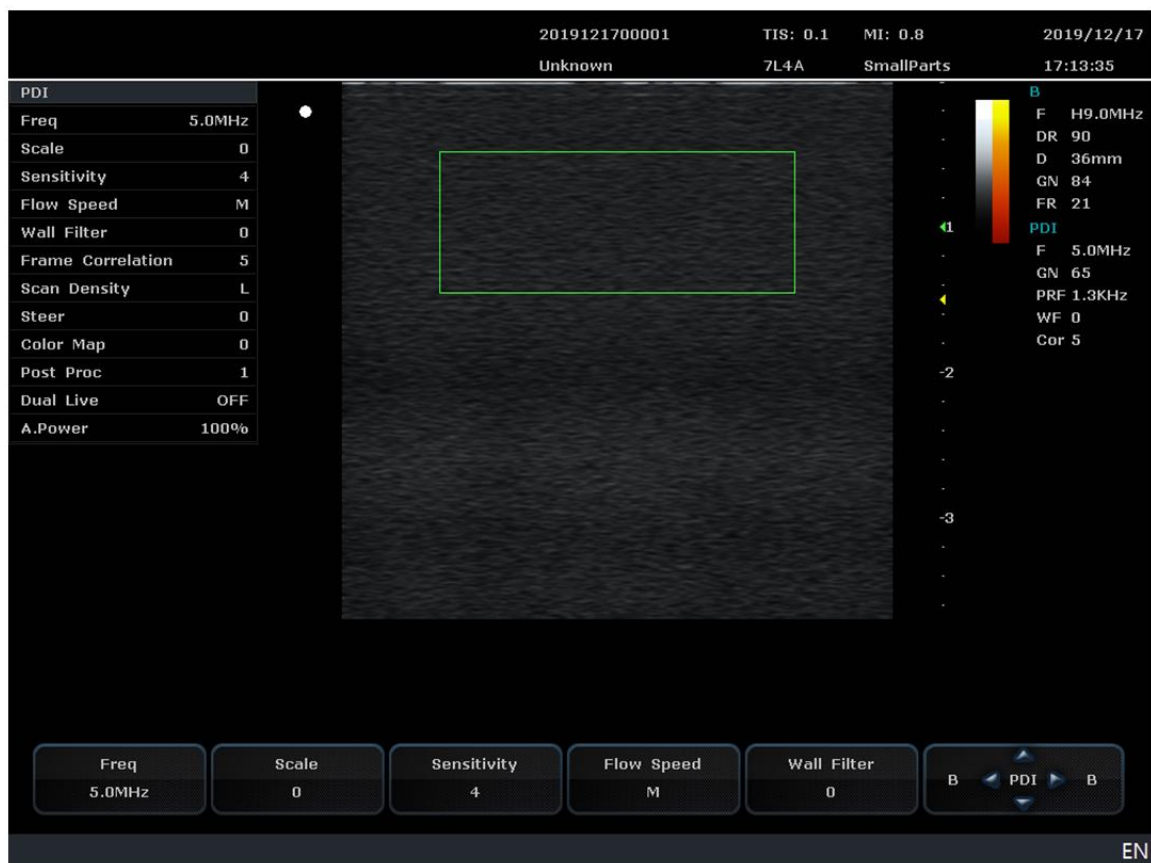 2019121700001 TIS: 0.1 MI: 0.8 2019/12/17
Unknown 7L4A SmallParts 17:13:35
PDI
Freq 5.0MHz
Scale 0
Sensitivity 4
Flow Speed M
Wall Filter 0
Frame Correlation 5
Scan Density L
Steer 0
Color Map 0
Post Proc 1
Dual Live OFF
A.Power 100%
1
-2
-3
B
F H9.0MHz
DR 90
D 36mm
GN 84
FR 21
PDI
F 5.0MHz
GN 65
PRF 1.3KHz
WF 0
Cor 5
Freq Scale Sensitivity Flow Speed Wall Filter
5.0MHz 0 4 M 0
B PDI B
EN